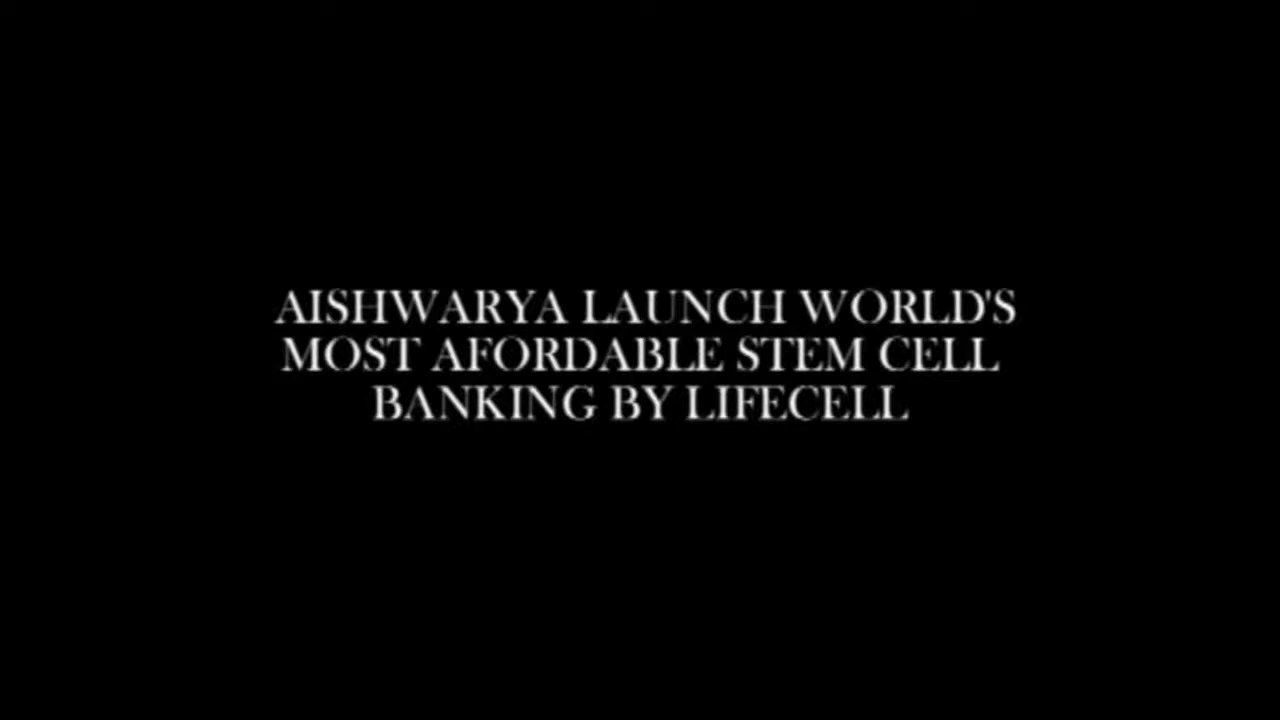 AISHWARYA LAUNCH WORLD'S
MOST AFORDABLE STEM CELL
BANKING BY LIFECELL